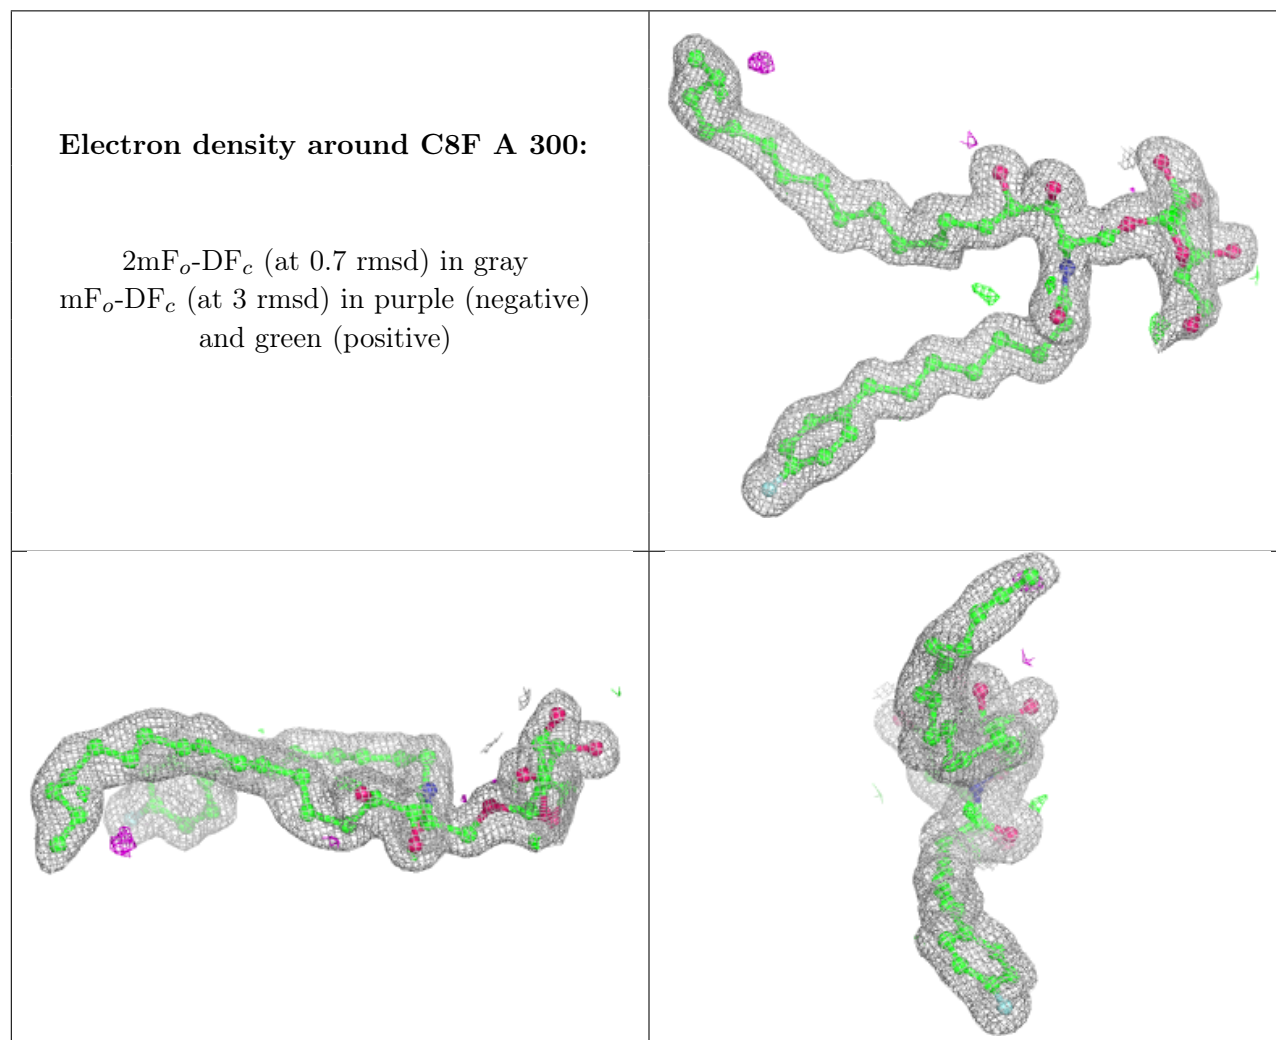 Electron density around C8F A 300:
2mFo-DFc (at 0.7 rmsd) in gray
mFo-DFc (at 3 rmsd) in purple (negative)
and green (positive)